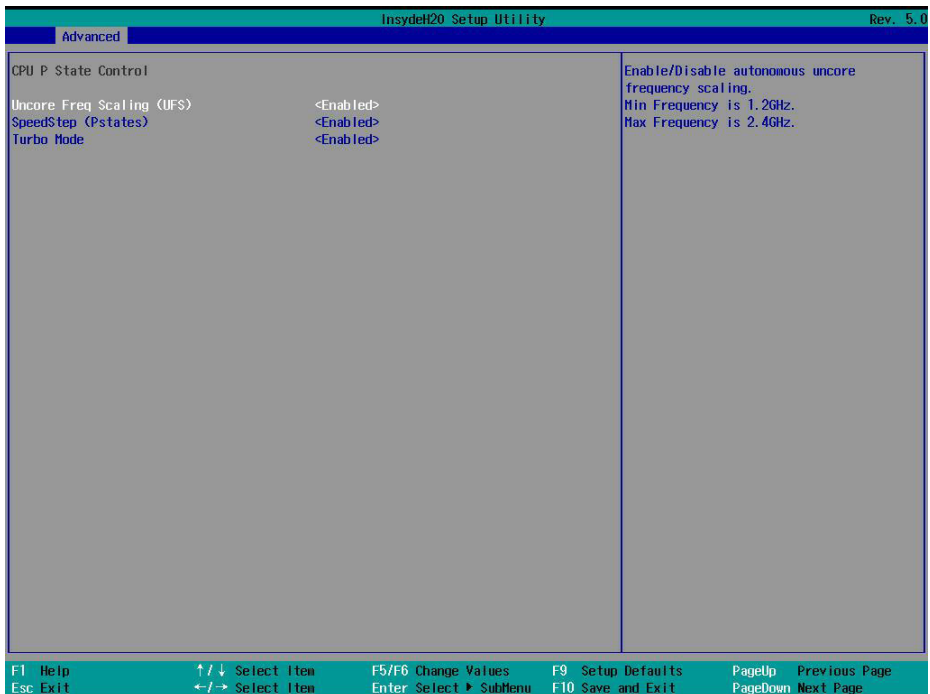 InsydeH20 Setup Utility Rev. 5.0
Advanced
CPU P State Control
Uncore Freq Scaling (UFS) <Enabled>
SpeedStep (Pstates) <Enabled>
Turbo Mode <Enabled>
Enable/Disable autonomous uncore
frequency scaling.
Min Frequency is 1.2GHz.
Max Frequency is 2.4GHz.
F1 Help ↑/↓ Select Item F5/F6 Change Values F9 Setup Defaults PageUp Previous Page
Esc Exit ←/→ Select Item Enter Select ▶ SubMenu F10 Save and Exit PageDown Next Page